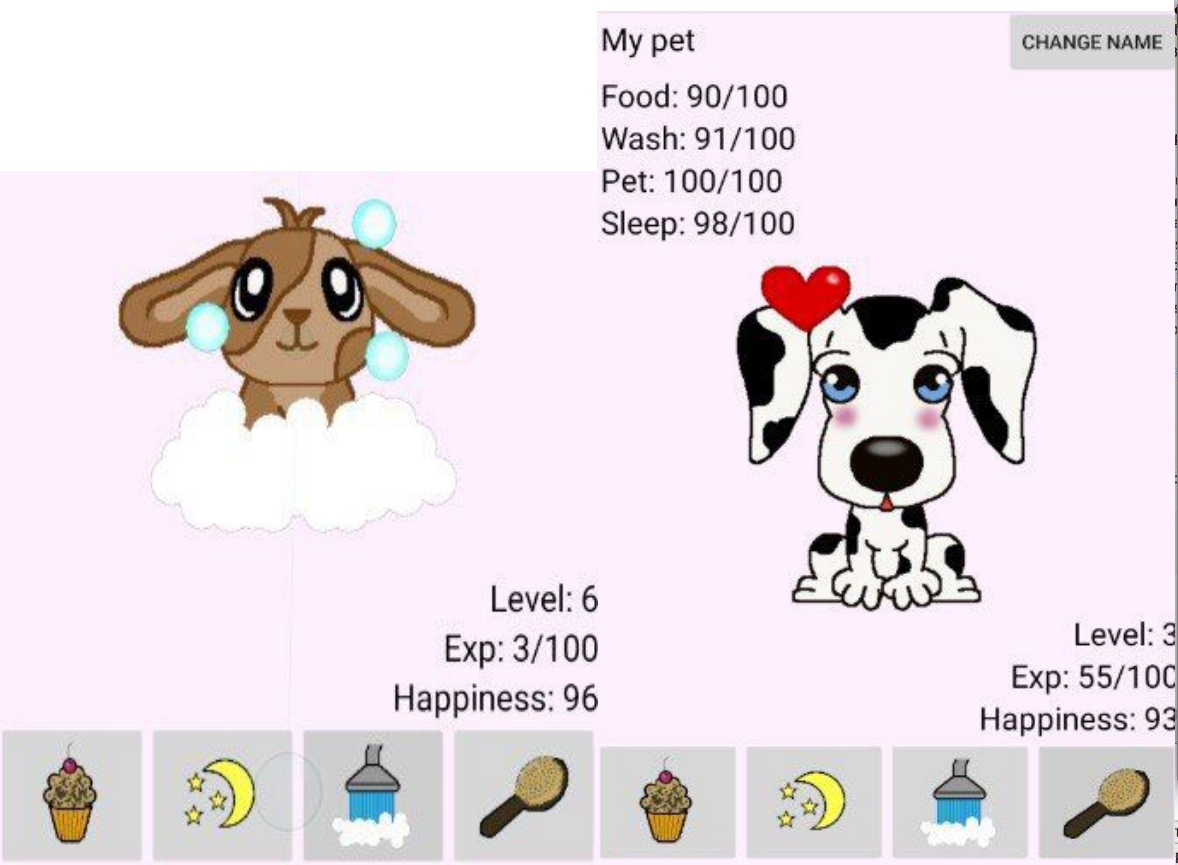 My pet
CHANGE NAME
Food: 90/100
Wash: 91/100
Pet: 100/100
Sleep: 98/100
Level: 6
Exp: 3/100
Happiness: 96
Level: 3
Exp: 55/100
Happiness: 93